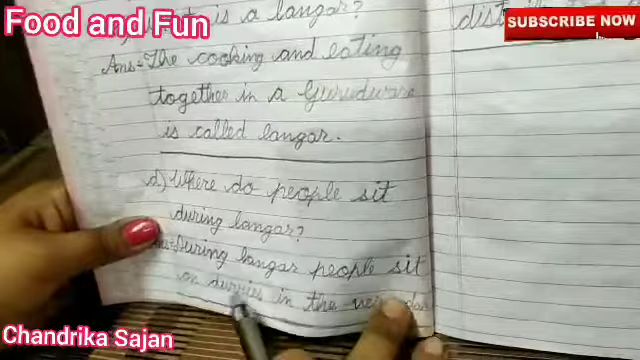 Food and Fun
is a langar?
dist
SUBSCRIBE NOW
Ans= The cooking and eating
together in a Gurudwara
is called langar.
d) Where do people sit
during langar?
During langar people sit
on durries in the
Chandrika Sajan